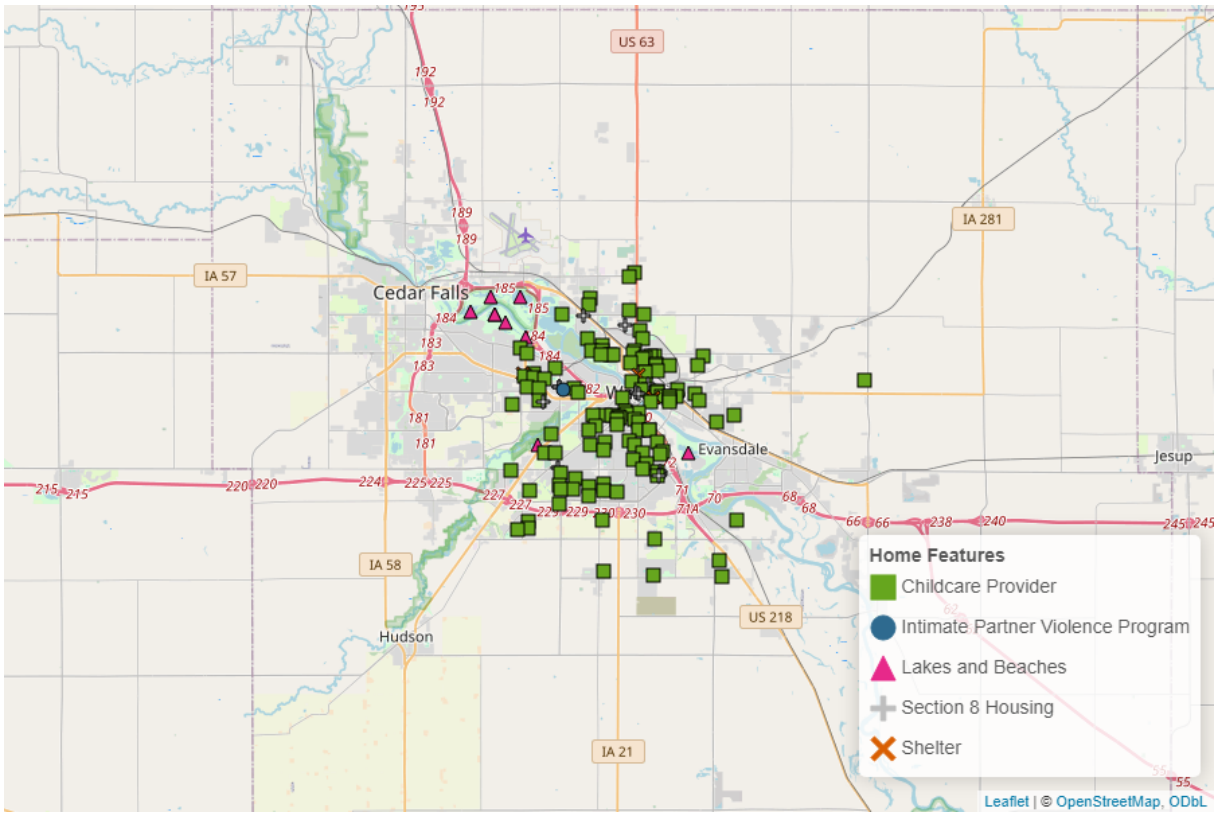 193
US 63
192
192
IA 281
189
189
IA 57
Cedar Falls
185
185
184
184
183
184
183
182
181
181
Evansdale
Jesup
215
215
220
220
224
225
225
227
227
229
229
230
230
71
70
71A
68
68
66
66
238
240
245
245
IA 58
US 218
Hudson
IA 21
Home Features
Childcare Provider
Intimate Partner Violence Program
Lakes and Beaches
Section 8 Housing
Shelter
55
Leaflet | © OpenStreetMap, ODbL